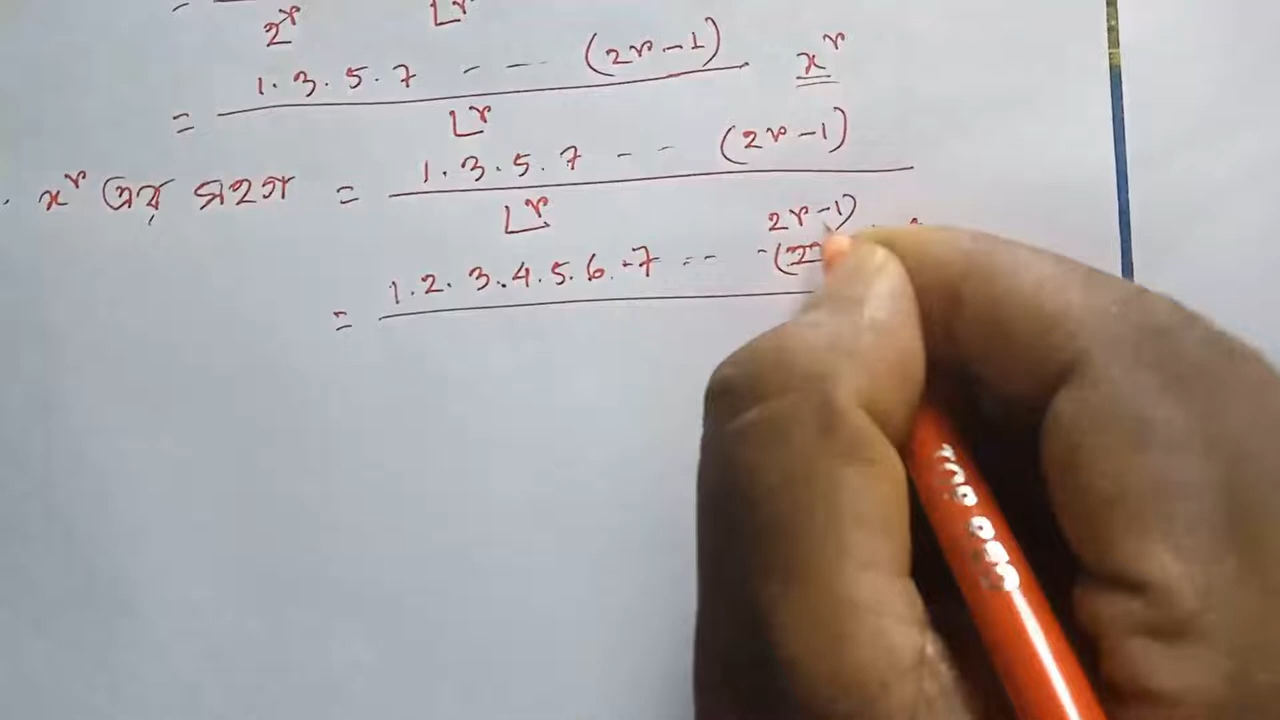 = 2^r ∟r
= 1.3.5.7 - -- (2r-1) / ∟r x^r
. x^r এর সহগ = 1.3.5.7 - - (2r-1) / ∟r
2r-1)
= 1.2.3.4.5.6.-7 -- -(2